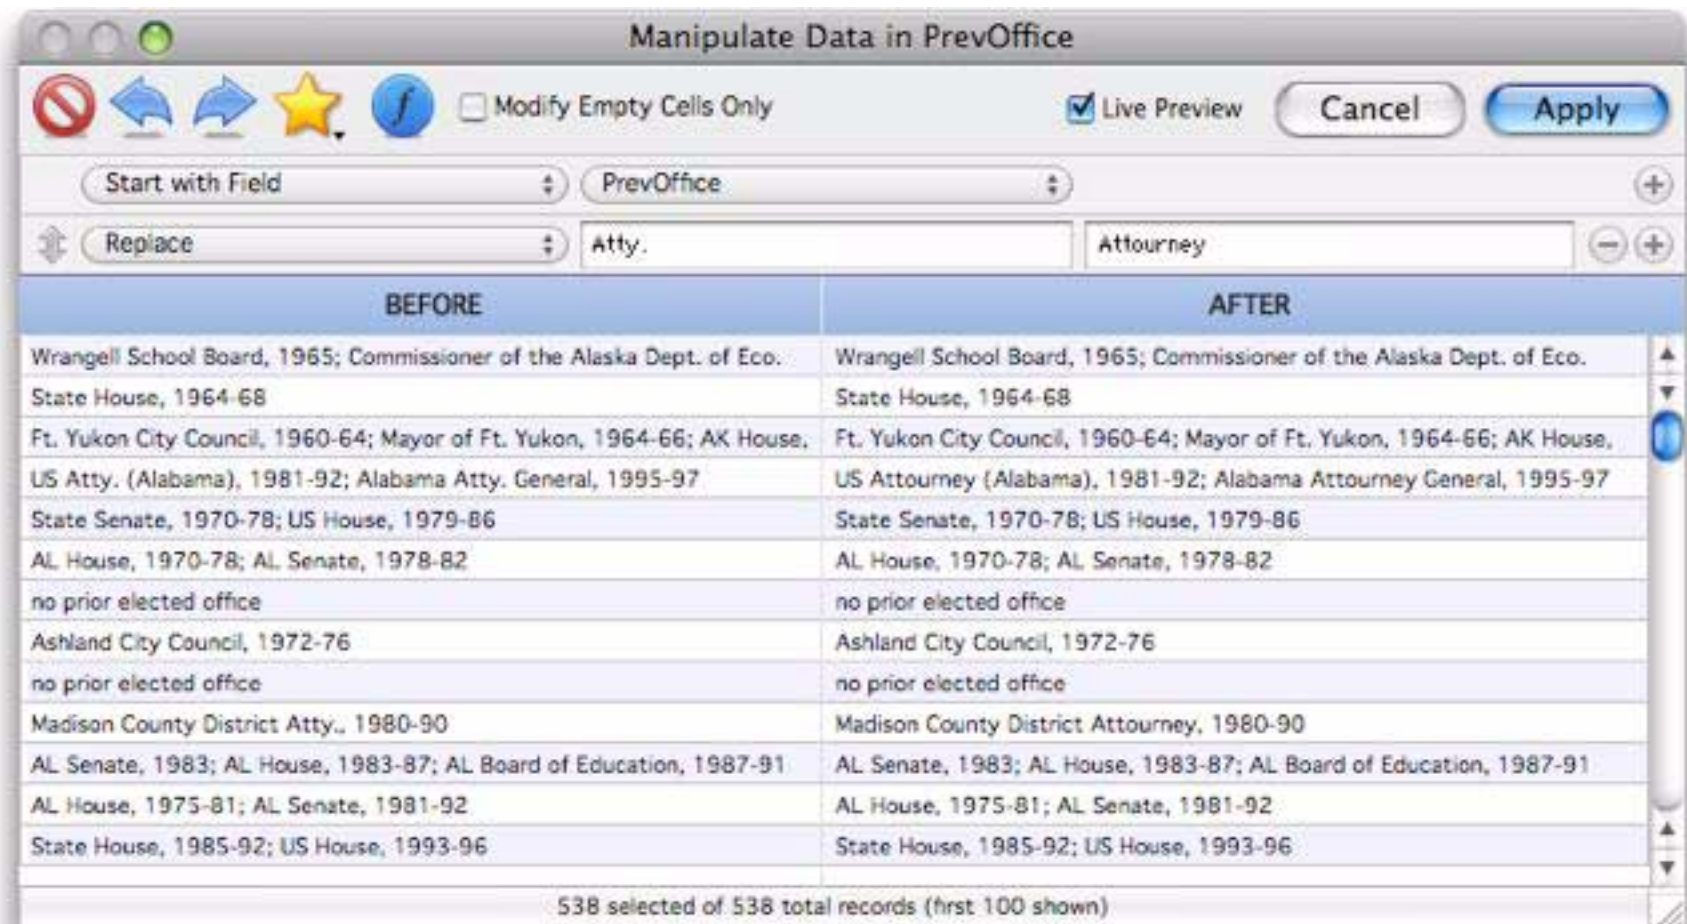 Manipulate Data in PrevOffice
Modify Empty Cells Only Live Preview Cancel Apply
Start with Field PrevOffice
Replace Atty. Attourney
BEFORE AFTER
Wrangell School Board, 1965; Commissioner of the Alaska Dept. of Eco. Wrangell School Board, 1965; Commissioner of the Alaska Dept. of Eco.
State House, 1964-68 State House, 1964-68
Ft. Yukon City Council, 1960-64; Mayor of Ft. Yukon, 1964-66; AK House, Ft. Yukon City Council, 1960-64; Mayor of Ft. Yukon, 1964-66; AK House,
US Atty. (Alabama), 1981-92; Alabama Atty. General, 1995-97 US Attourney (Alabama), 1981-92; Alabama Attourney General, 1995-97
State Senate, 1970-78; US House, 1979-86 State Senate, 1970-78; US House, 1979-86
AL House, 1970-78; AL Senate, 1978-82 AL House, 1970-78; AL Senate, 1978-82
no prior elected office no prior elected office
Ashland City Council, 1972-76 Ashland City Council, 1972-76
no prior elected office no prior elected office
Madison County District Atty., 1980-90 Madison County District Attourney, 1980-90
AL Senate, 1983; AL House, 1983-87; AL Board of Education, 1987-91 AL Senate, 1983; AL House, 1983-87; AL Board of Education, 1987-91
AL House, 1975-81; AL Senate, 1981-92 AL House, 1975-81; AL Senate, 1981-92
State House, 1985-92; US House, 1993-96 State House, 1985-92; US House, 1993-96
538 selected of 538 total records (first 100 shown)